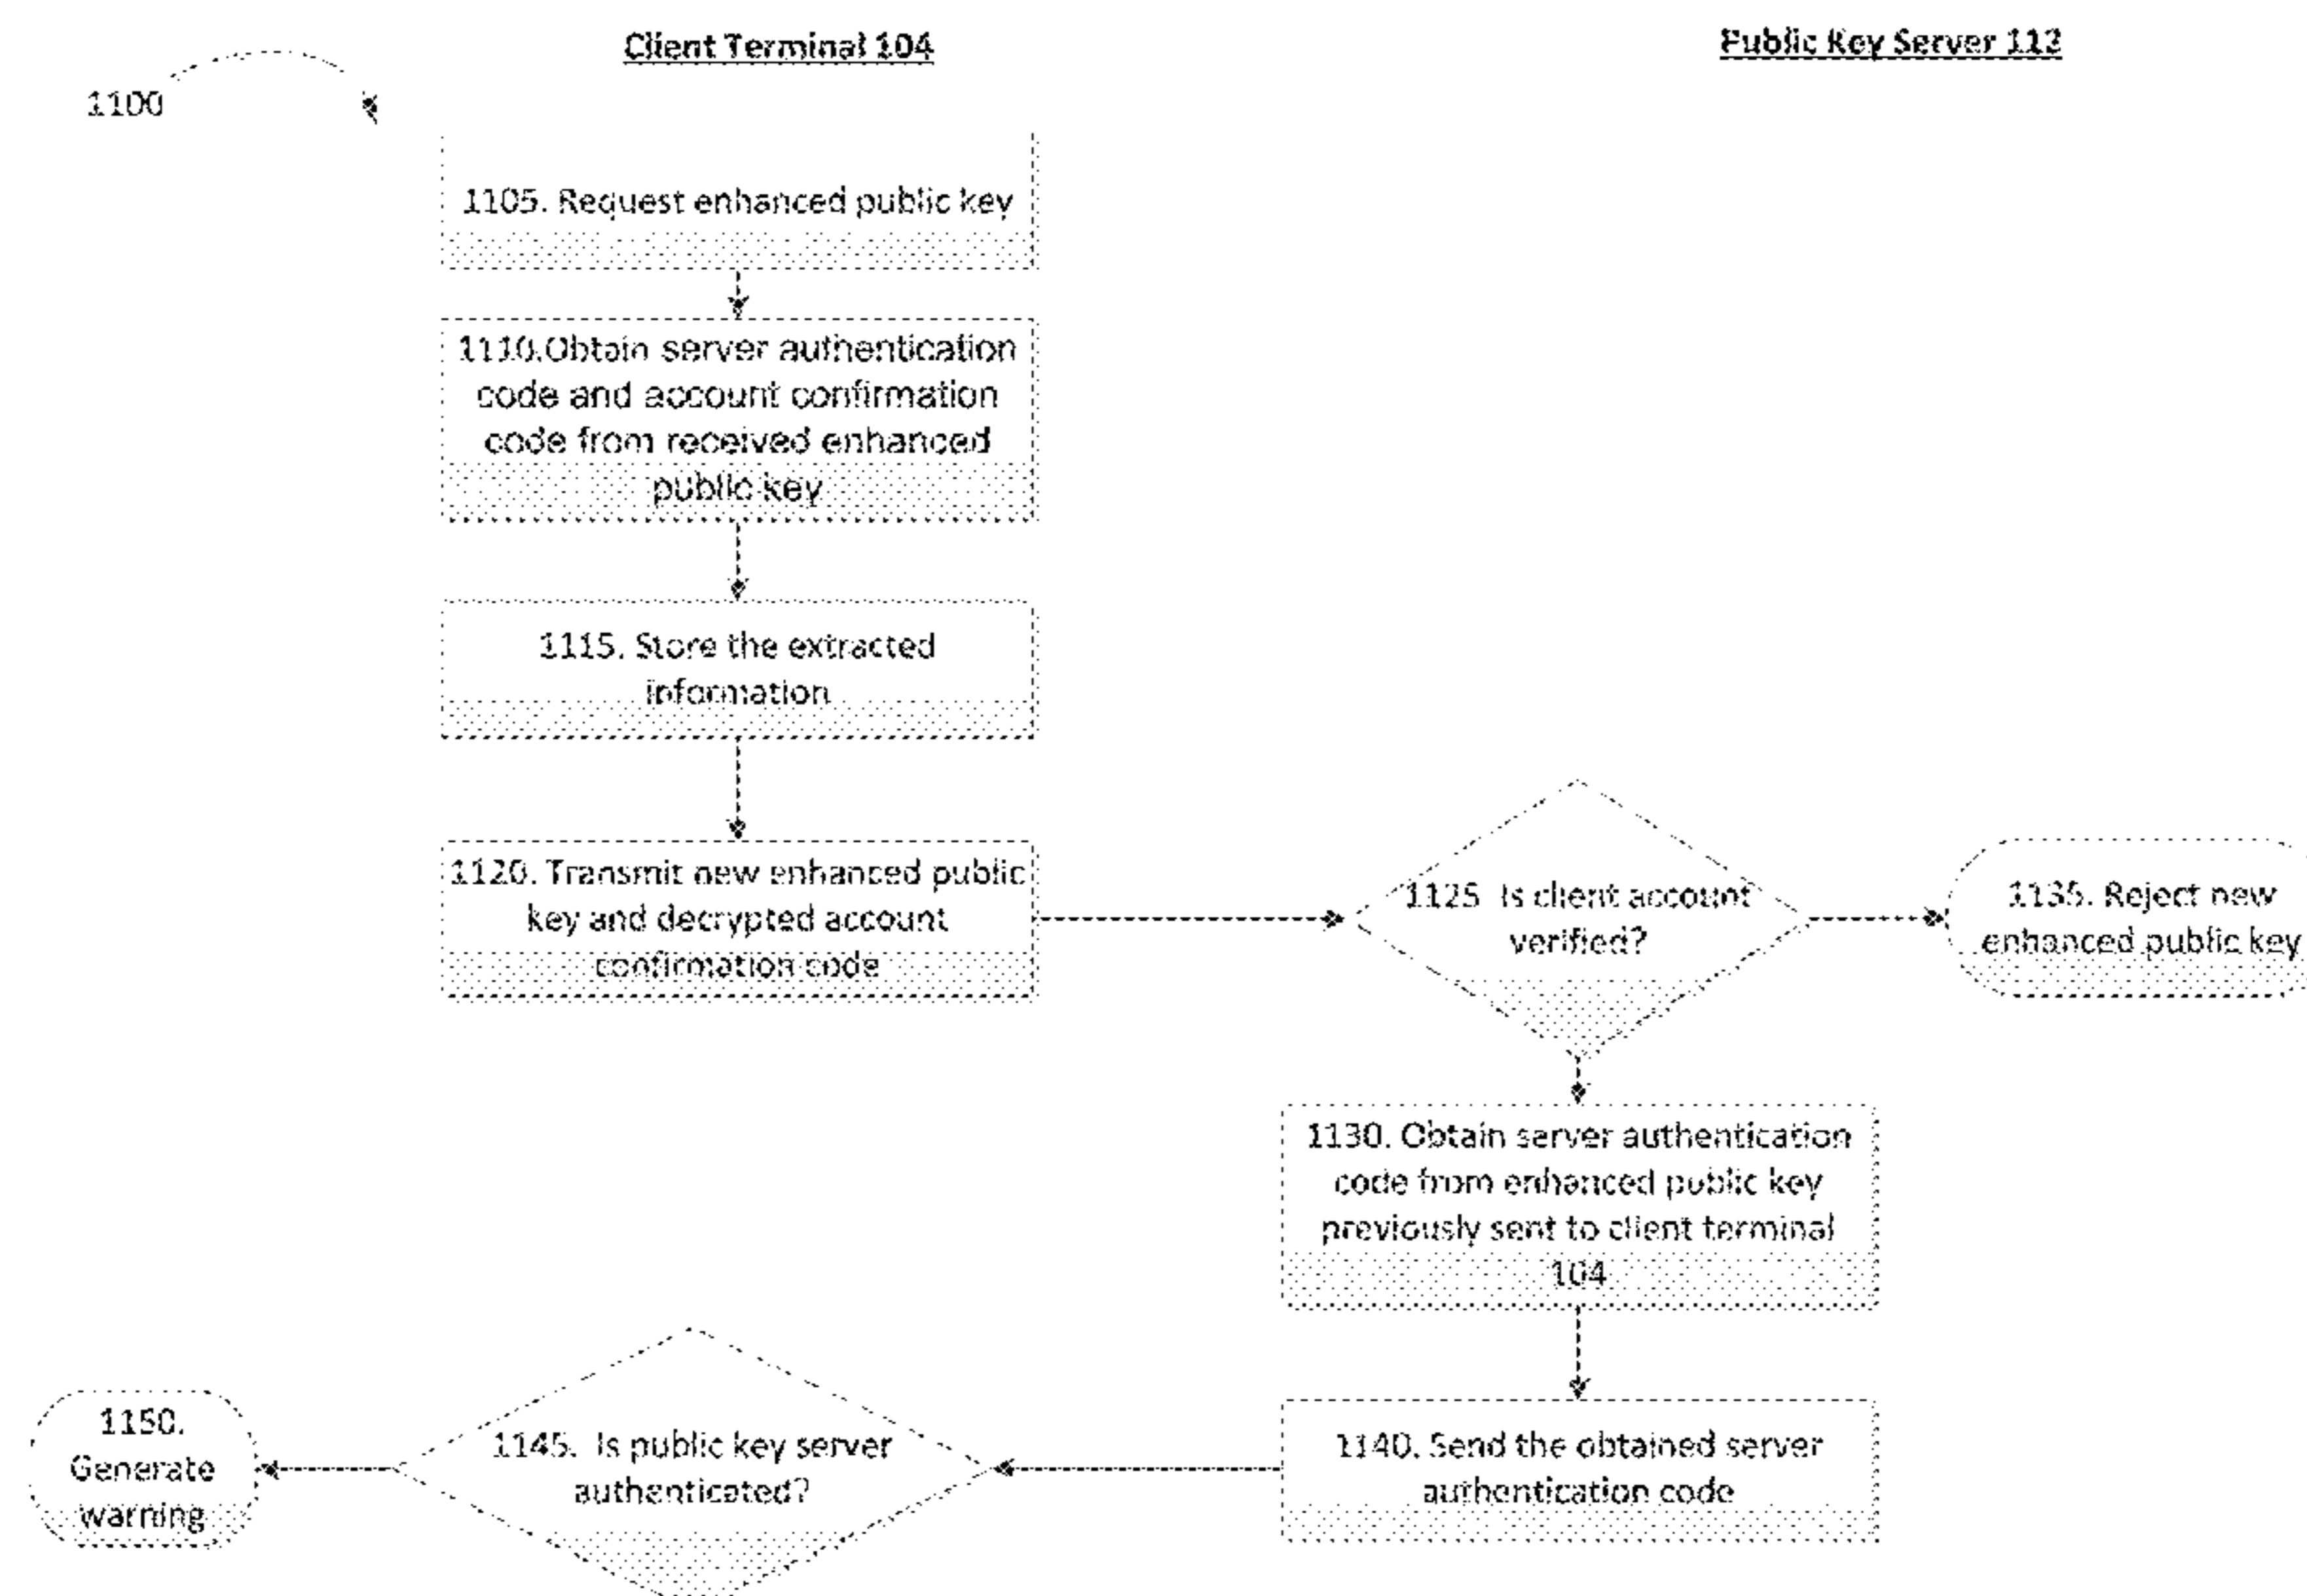 Client Terminal 104
Public Key Server 112
1100
1105. Request enhanced public key
1110.Obtain server authentication
code and account confirmation
code from received enhanced
public key
1115. Store the extracted
information
1120. Transmit new enhanced public
key and decrypted account
confirmation code
1125 Is client account
verified?
1135. Reject new
enhanced public key
1130. Obtain server authentication
code from enhanced public key
previously sent to client terminal
104
1140. Send the obtained server
authentication code
1145. Is public key server
authenticated?
1150.
Generate
warning